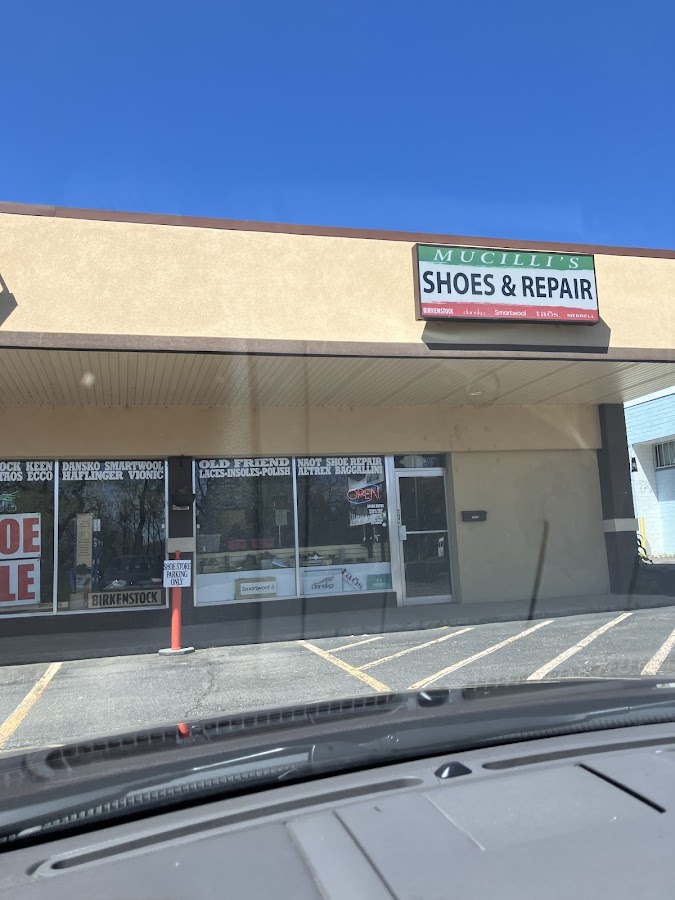 MUCILLI'S
SHOES & REPAIR
BIRKENSTOCK dansko Smartwool taos MERRELL
OCK KEEN
TAOS ECCO
DANSKO SMARTWOOL
HAFLINGER VIONIC
OLD FRIEND
LACES-INSOLES-POLISH
NAOT SHOE REPAIR
AETREX BAGGALLINI
OPEN
OE
LE
SHOE STORE
PARKING
ONLY
BIRKENSTOCK
Smartwool
dansko
taos